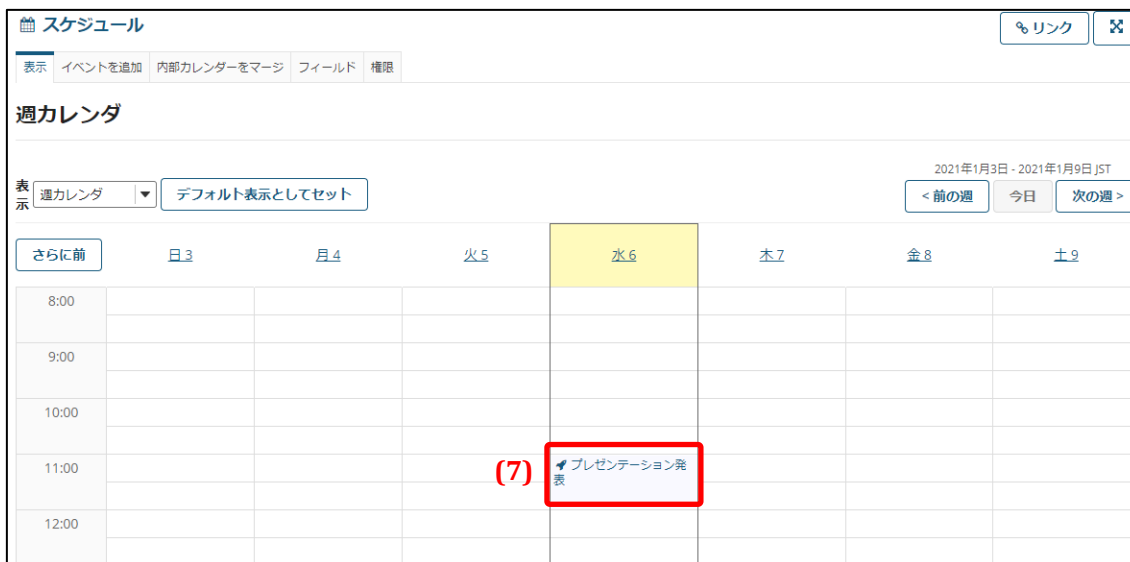 スケジュール
リンク
表示 イベントを追加 内部カレンダーをマージ フィールド 権限
週カレンダ
2021年1月3日 - 2021年1月9日 JST
表示 週カレンダ デフォルト表示としてセット < 前の週 今日 次の週 >
さらに前 日 3 月 4 火 5 水 6 木 7 金 8 土 9
8:00
9:00
10:00
11:00 (7) プレゼンテーション発
表
12:00